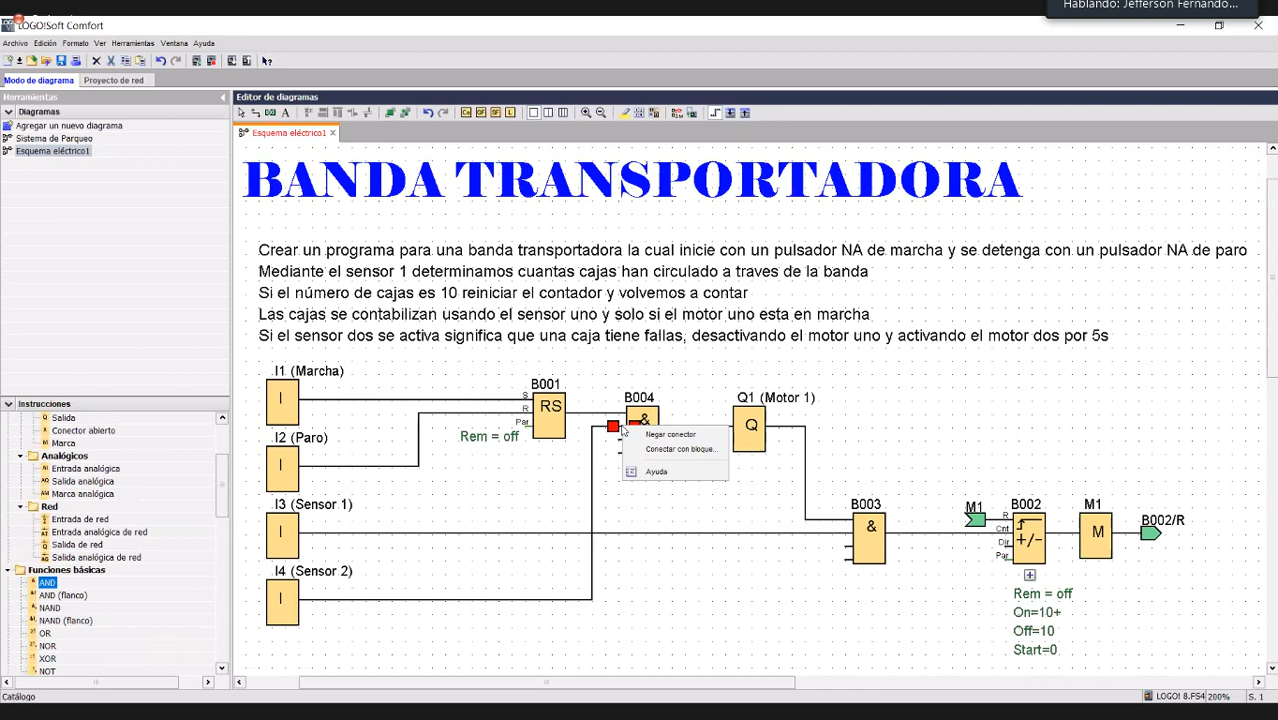 Hablando: Jefferson Fernando...
LOGO!Soft Comfort
Archivo Edición Formato Ver Herramientas Ventana Ayuda
Modo de diagrama Proyecto de red
Herramientas
Editor de diagramas
Diagramas
Agregar un nuevo diagrama
Sistema de Parqueo
Esquema eléctrico1
Esquema eléctrico1
BANDA TRANSPORTADORA
Crear un programa para una banda transportadora la cual inicie con un pulsador NA de marcha y se detenga con un pulsador NA de paro
Mediante el sensor 1 determinamos cuantas cajas han circulado a traves de la banda
Si el número de cajas es 10 reiniciar el contador y volvemos a contar
Las cajas se contabilizan usando el sensor uno y solo si el motor uno esta en marcha
Si el sensor dos se activa significa que una caja tiene fallas, desactivando el motor uno y activando el motor dos por 5s
I1 (Marcha)
I
B001
S
R
Par
RS
Rem = off
B004
&
Q1 (Motor 1)
Q
Negar conector
Conectar con bloque...
Ayuda
I2 (Paro)
I
I3 (Sensor 1)
I
I4 (Sensor 2)
I
B003
&
M1
B002
R
Cnt
Dir
Par
+/-
M1
M
B002/R
Rem = off
On=10+
Off=10
Start=0
Instrucciones
Salida
Conector abierto
Marca
Analógicos
Entrada analógica
Salida analógica
Marca analógica
Red
Entrada de red
Entrada analógica de red
Salida de red
Salida analógica de red
Funciones básicas
AND
AND (flanco)
NAND
NAND (flanco)
OR
NOR
XOR
NOT
Catálogo
LOGO! 8.FS4 200%
S. 1